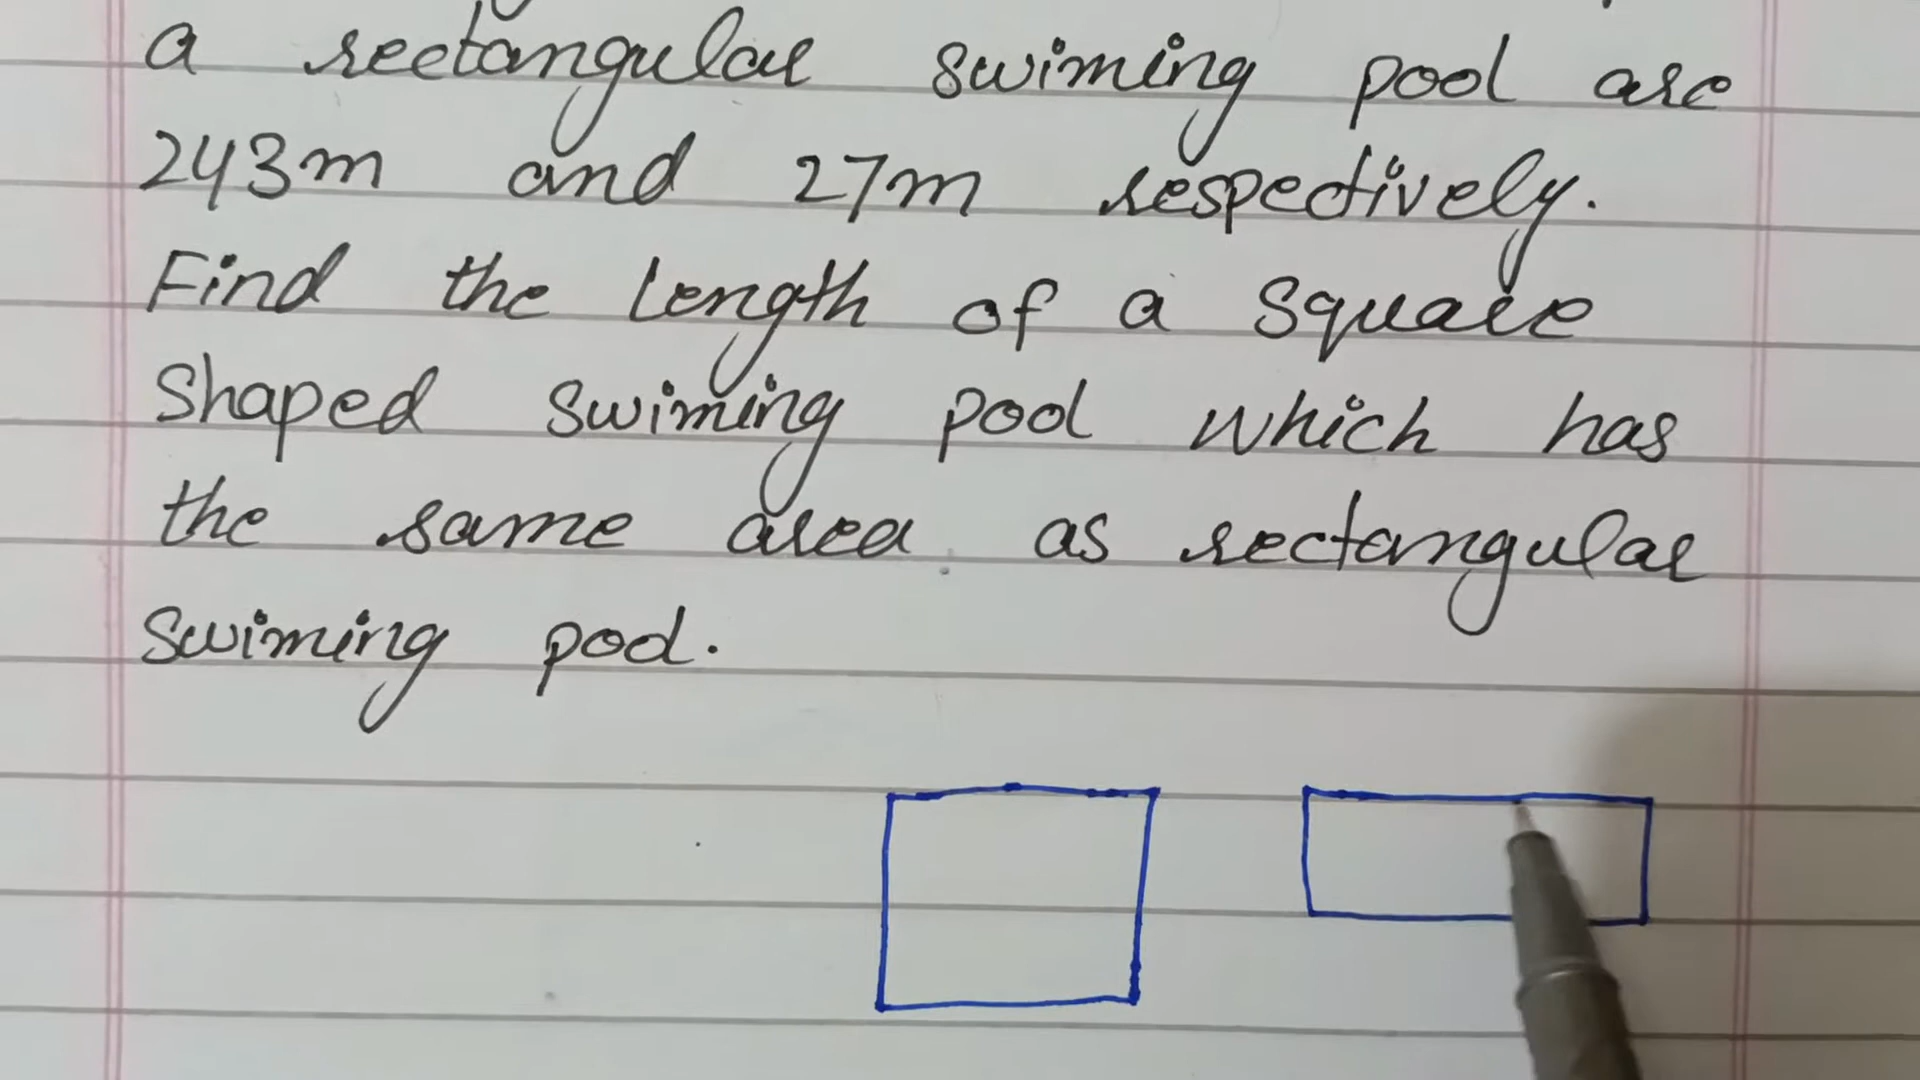 a rectangular swiming pool are
243m and 27m respectively.
Find the length of a square
shaped swiming pool which has
the same area as rectangular
swiming pool.